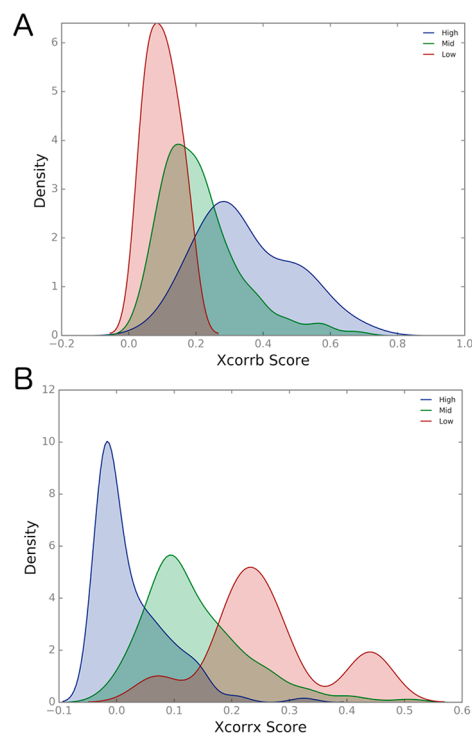 A
High
Mid
Low
6
5
4
3
2
1
0
Density
−0.2 0.0 0.2 0.4 0.6 0.8 1.0
Xcorrb Score
B
High
Mid
Low
12
10
8
6
4
2
0
Density
−0.1 0.0 0.1 0.2 0.3 0.4 0.5 0.6
Xcorrx Score